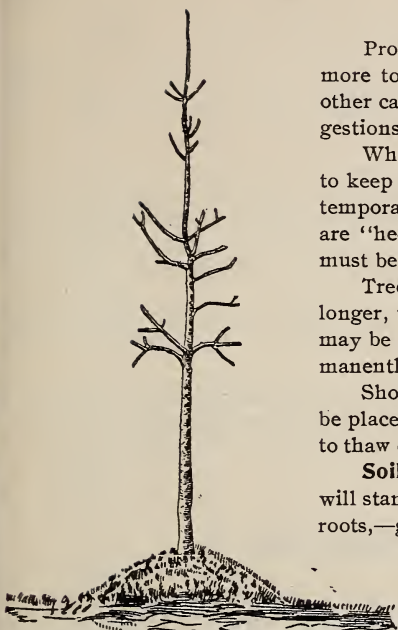 Pro
more to
other ca
gestions
Wh
to keep
tempora
are "he
must be
Tree
longer,
may be
manentl
Sho
be place
to thaw
Soil
will star
roots,—g